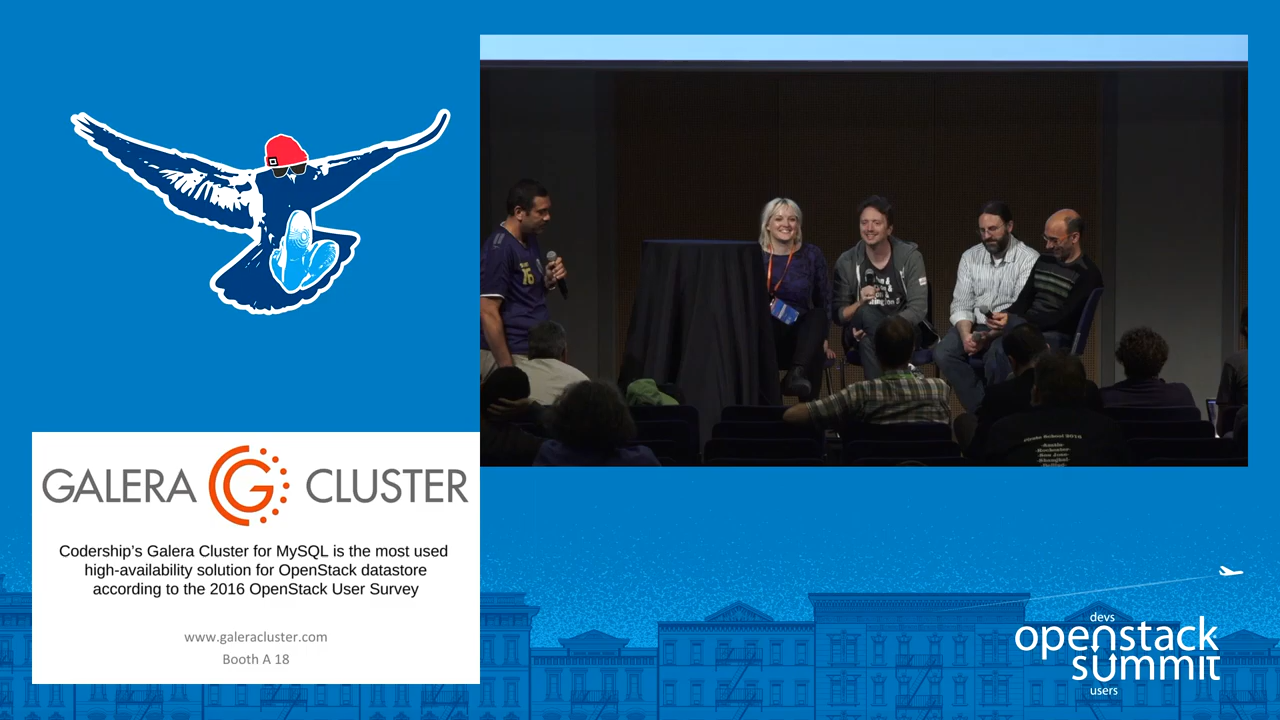 GALERA CLUSTER
Codership's Galera Cluster for MySQL is the most used
high-availability solution for OpenStack datastore
according to the 2016 OpenStack User Survey
www.galeracluster.com
Booth A 18
devs
openstack
summit
users